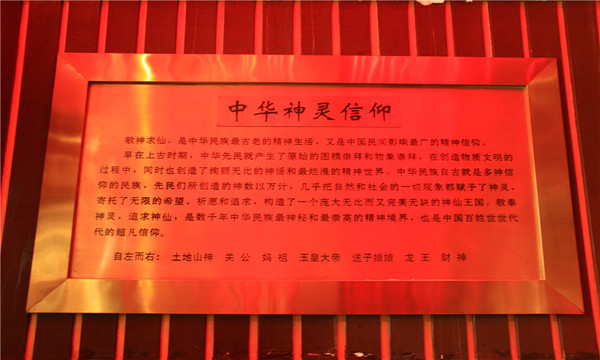 中华神灵信仰
敬神求仙，是中华民族最古老的精神生活，又是中国民间影响最广的精神信仰。
早在上古时期，中华先民就产生了原始的图腾崇拜和物象崇拜，在创造物质文明的
过程中，同时也创造了绚丽无比的神话和最烂漫的精神世界。中华民族自古就是多神信
仰的民族，先民们所创造的神数以万计，几乎把自然和社会的一切现象都赋予了神灵，
寄托了无限的希望、祈愿和追求，构造了一个庞大无比而又完美无缺的神仙王国。敬奉
神灵，追求神仙，是数千年中华民族最神秘和最崇高的精神境界，也是中国百姓世世代
代的超凡信仰。
自左而右： 土地山神 关公 妈祖 玉皇大帝 送子娘娘 龙王 财神